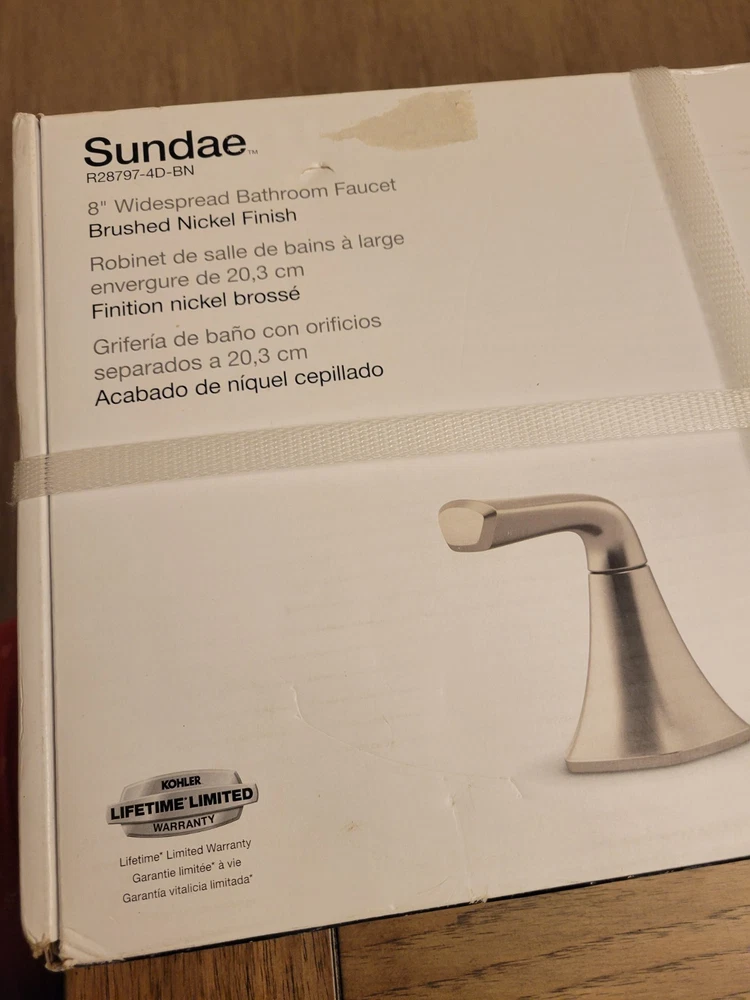 Sundae™
R28797-4D-BN
8" Widespread Bathroom Faucet
Brushed Nickel Finish
Robinet de salle de bains à large
envergure de 20,3 cm
Finition nickel brossé
Grifería de baño con orificios
separados a 20,3 cm
Acabado de níquel cepillado
KOHLER
LIFETIME* LIMITED
WARRANTY
Lifetime* Limited Warranty
Garantie limitée* à vie
Garantía vitalicia limitada*